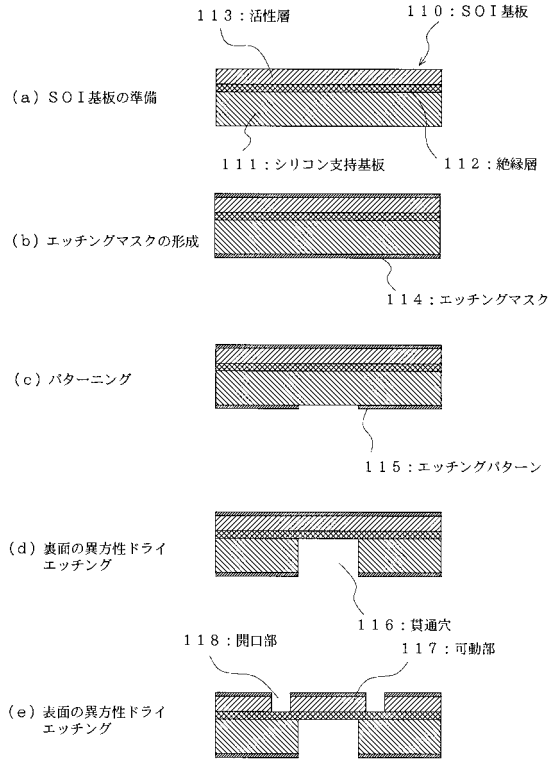 113:活性層
110:SOI基板
(a)SOI基板の準備
111:シリコン支持基板
112:絶縁層
(b)エッチングマスクの形成
114:エッチングマスク
(c)パターニング
115:エッチングパターン
(d)裏面の異方性ドライ
エッチング
116:貫通穴
118:開口部
117:可動部
(e)表面の異方性ドライ
エッチング